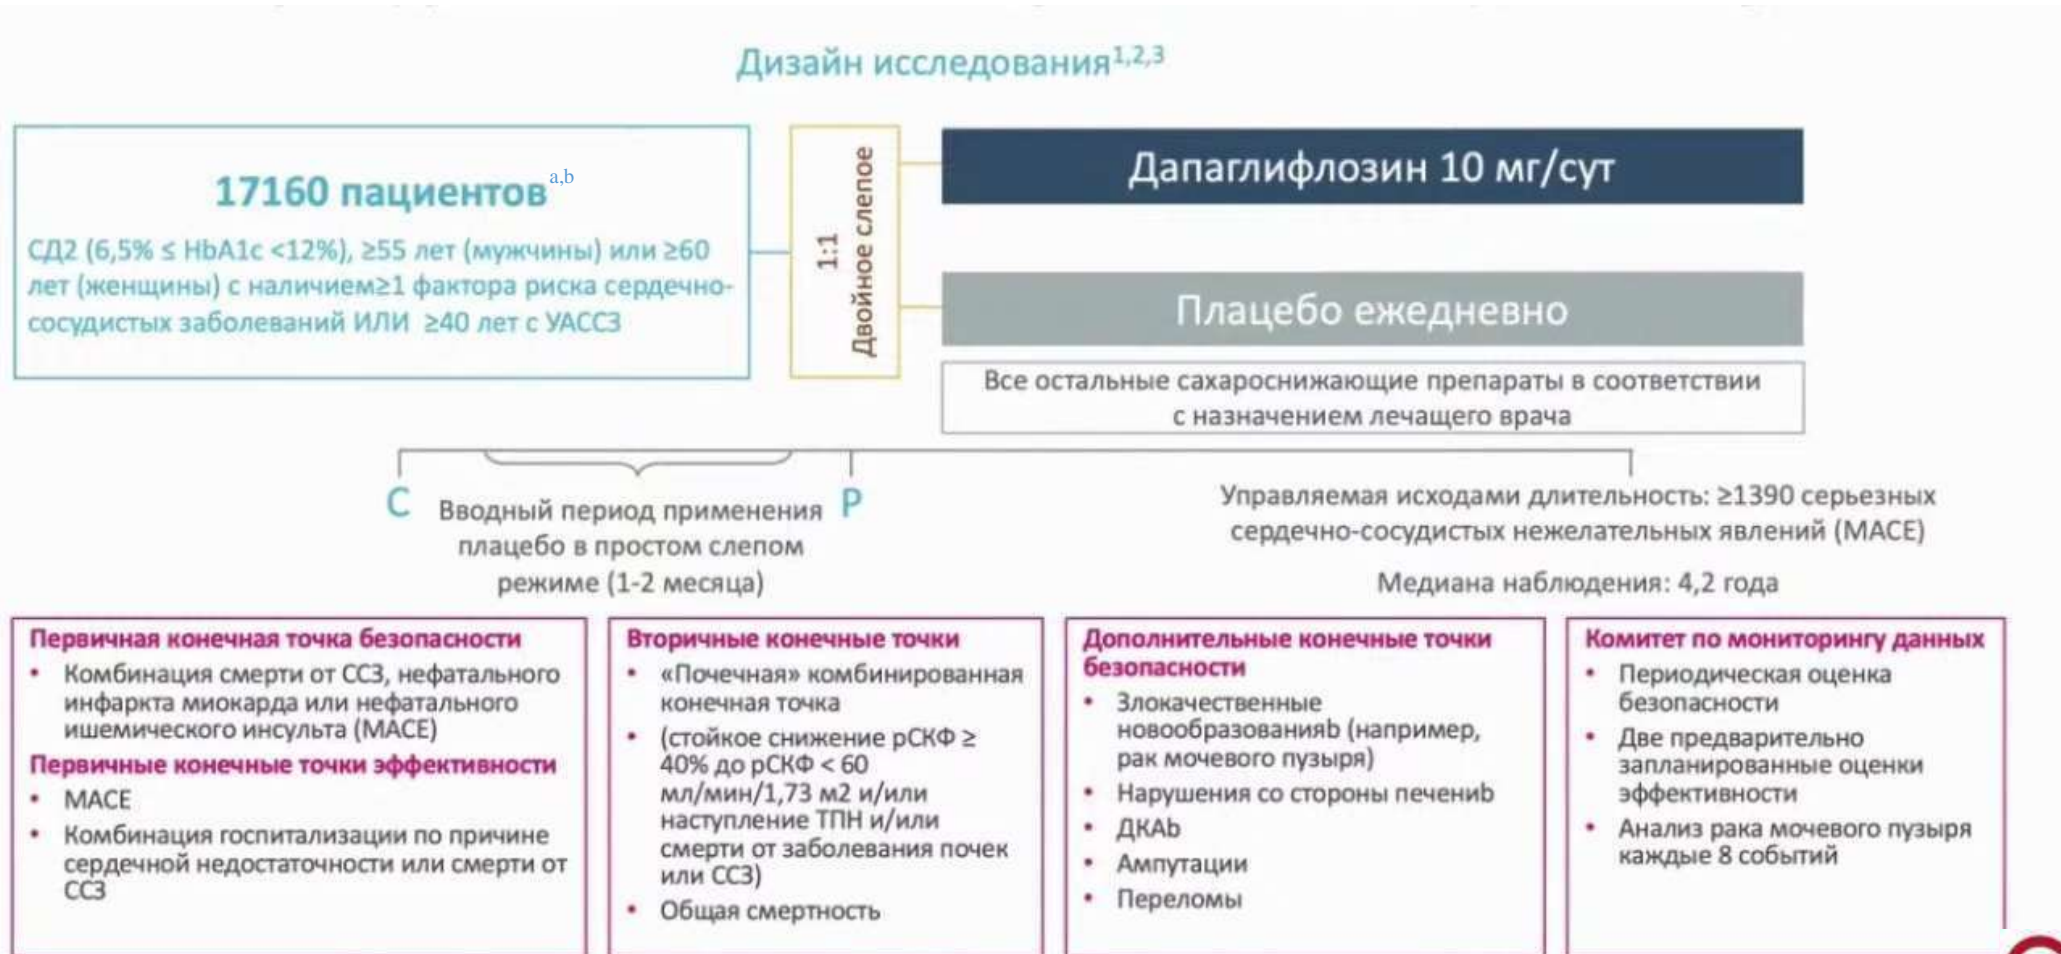 Дизайн исследования1,2,3
17160 пациентов a,b
СД2 (6,5% ≤ HbA1c <12%), ≥55 лет (мужчины) или ≥60
лет (женщины) с наличием≥1 фактора риска сердечно-
сосудистых заболеваний ИЛИ ≥40 лет с УАССЗ
1:1
Двойное слепое
Дапаглифлозин 10 мг/сут
Плацебо ежедневно
Все остальные сахароснижающие препараты в соответствии
с назначением лечащего врача
С
Вводный период применения
плацебо в простом слепом
режиме (1-2 месяца)
Р
Управляемая исходами длительность: ≥1390 серьезных
сердечно-сосудистых нежелательных явлений (MACE)
Медиана наблюдения: 4,2 года
Первичная конечная точка безопасности
• Комбинация смерти от ССЗ, нефатального
инфаркта миокарда или нефатального
ишемического инсульта (MACE)
Первичные конечные точки эффективности
• MACE
• Комбинация госпитализации по причине
сердечной недостаточности или смерти от
ССЗ
Вторичные конечные точки
• «Почечная» комбинированная
конечная точка
• (стойкое снижение рСКФ ≥
40% до рСКФ < 60
мл/мин/1,73 м2 и/или
наступление ТПН и/или
смерти от заболевания почек
или ССЗ)
• Общая смертность
Дополнительные конечные точки
безопасности
• Злокачественные
новообразованияb (например,
рак мочевого пузыря)
• Нарушения со стороны печениb
• ДКАb
• Ампутации
• Переломы
Комитет по мониторингу данных
• Периодическая оценка
безопасности
• Две предварительно
запланированные оценки
эффективности
• Анализ рака мочевого пузыря
каждые 8 событий